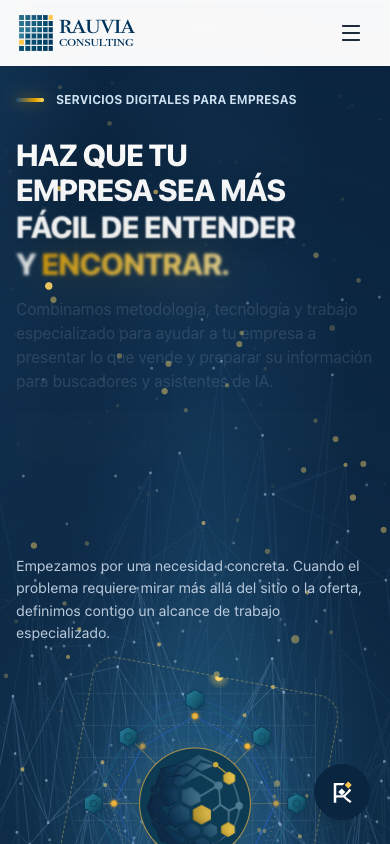 RAUVIA
CONSULTING
SERVICIOS DIGITALES PARA EMPRESAS
HAZ QUE TU
EMPRESA SEA MÁS
FÁCIL DE ENTENDER
Y ENCONTRAR.
Combinamos metodología, tecnología y trabajo
especializado para ayudar a tu empresa a
presentar lo que vende y preparar su información
para buscadores y asistentes de IA.
Empezamos por una necesidad concreta. Cuando el
problema requiere mirar más allá del sitio o la oferta,
definimos contigo un alcance de trabajo
especializado.